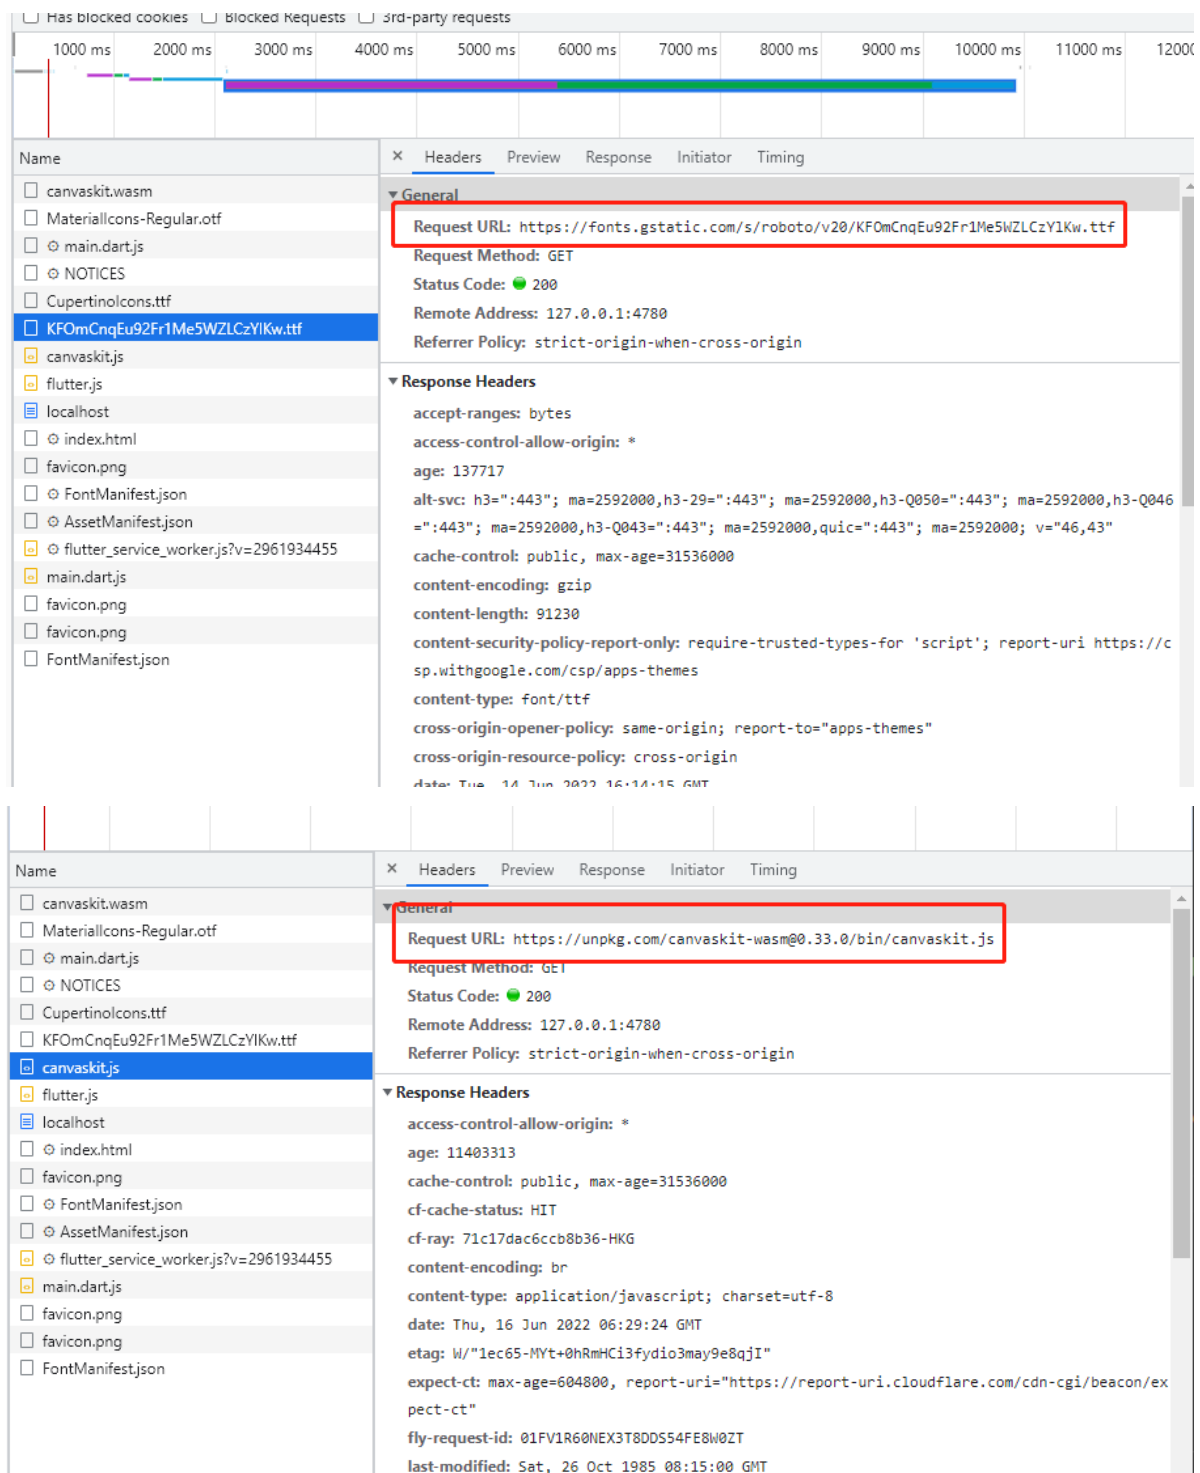 Has blocked cookies Blocked Requests 3rd-party requests
1000 ms 2000 ms 3000 ms 4000 ms 5000 ms 6000 ms 7000 ms 8000 ms 9000 ms 10000 ms 11000 ms 12000
Name
× Headers Preview Response Initiator Timing
canvaskit.wasm
MaterialIcons-Regular.otf
main.dart.js
NOTICES
CupertinoIcons.ttf
KFOmCnqEu92Fr1Me5WZLCzYlKw.ttf
canvaskit.js
flutter.js
localhost
index.html
favicon.png
FontManifest.json
AssetManifest.json
flutter_service_worker.js?v=2961934455
main.dart.js
favicon.png
favicon.png
FontManifest.json
General
Request URL: https://fonts.gstatic.com/s/roboto/v20/KFOmCnqEu92Fr1Me5WZLCzYlKw.ttf
Request Method: GET
Status Code: 200
Remote Address: 127.0.0.1:4780
Referrer Policy: strict-origin-when-cross-origin
Response Headers
accept-ranges: bytes
access-control-allow-origin: *
age: 137717
alt-svc: h3=":443"; ma=2592000,h3-29=":443"; ma=2592000,h3-Q050=":443"; ma=2592000,h3-Q046
=":443"; ma=2592000,h3-Q043=":443"; ma=2592000,quic=":443"; ma=2592000; v="46,43"
cache-control: public, max-age=31536000
content-encoding: gzip
content-length: 91230
content-security-policy-report-only: require-trusted-types-for 'script'; report-uri https://c
sp.withgoogle.com/csp/apps-themes
content-type: font/ttf
cross-origin-opener-policy: same-origin; report-to="apps-themes"
cross-origin-resource-policy: cross-origin
date: Tue, 14 Jun 2022 16:14:15 GMT
Name
× Headers Preview Response Initiator Timing
canvaskit.wasm
MaterialIcons-Regular.otf
main.dart.js
NOTICES
CupertinoIcons.ttf
KFOmCnqEu92Fr1Me5WZLCzYlKw.ttf
canvaskit.js
flutter.js
localhost
index.html
favicon.png
FontManifest.json
AssetManifest.json
flutter_service_worker.js?v=2961934455
main.dart.js
favicon.png
favicon.png
FontManifest.json
General
Request URL: https://unpkg.com/canvaskit-wasm@0.33.0/bin/canvaskit.js
Request Method: GET
Status Code: 200
Remote Address: 127.0.0.1:4780
Referrer Policy: strict-origin-when-cross-origin
Response Headers
access-control-allow-origin: *
age: 11403313
cache-control: public, max-age=31536000
cf-cache-status: HIT
cf-ray: 71c17dac6ccb8b36-HKG
content-encoding: br
content-type: application/javascript; charset=utf-8
date: Thu, 16 Jun 2022 06:29:24 GMT
etag: W/"1ec65-MYt+0hRmHCi3fydio3may9e8qjI"
expect-ct: max-age=604800, report-uri="https://report-uri.cloudflare.com/cdn-cgi/beacon/ex
pect-ct"
fly-request-id: 01FV1R60NEX3T8DDS54FE8W0ZT
last-modified: Sat, 26 Oct 1985 08:15:00 GMT